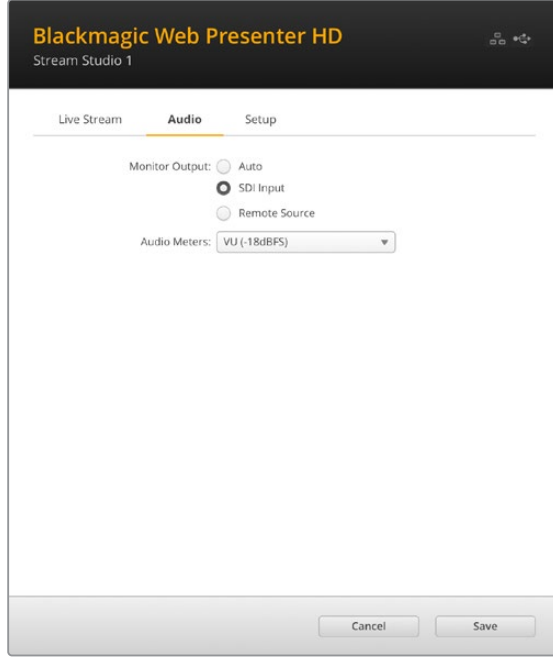 Blackmagic Web Presenter HD
Stream Studio 1
Live Stream Audio Setup
Monitor Output: Auto
SDI Input
Remote Source
Audio Meters: VU (-18dBFS)
Cancel Save